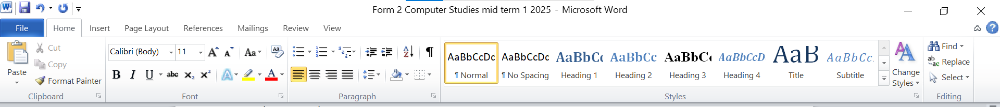 Form 2 Computer Studies mid term 1 2025 - Microsoft Word
File Home Insert Page Layout References Mailings Review View
Paste
Cut
Copy
Format Painter
Clipboard
Calibri (Body) 11
B I U abc x₂ x²
Font
Paragraph
AaBbCcDc AaBbCcDc AaBbCc AaBbCc AaBbCc AaBbCcD AaB AaBbCc.
¶ Normal ¶ No Spacing Heading 1 Heading 2 Heading 3 Heading 4 Title Subtitle
Change
Styles
Styles
Find
Replace
Select
Editing